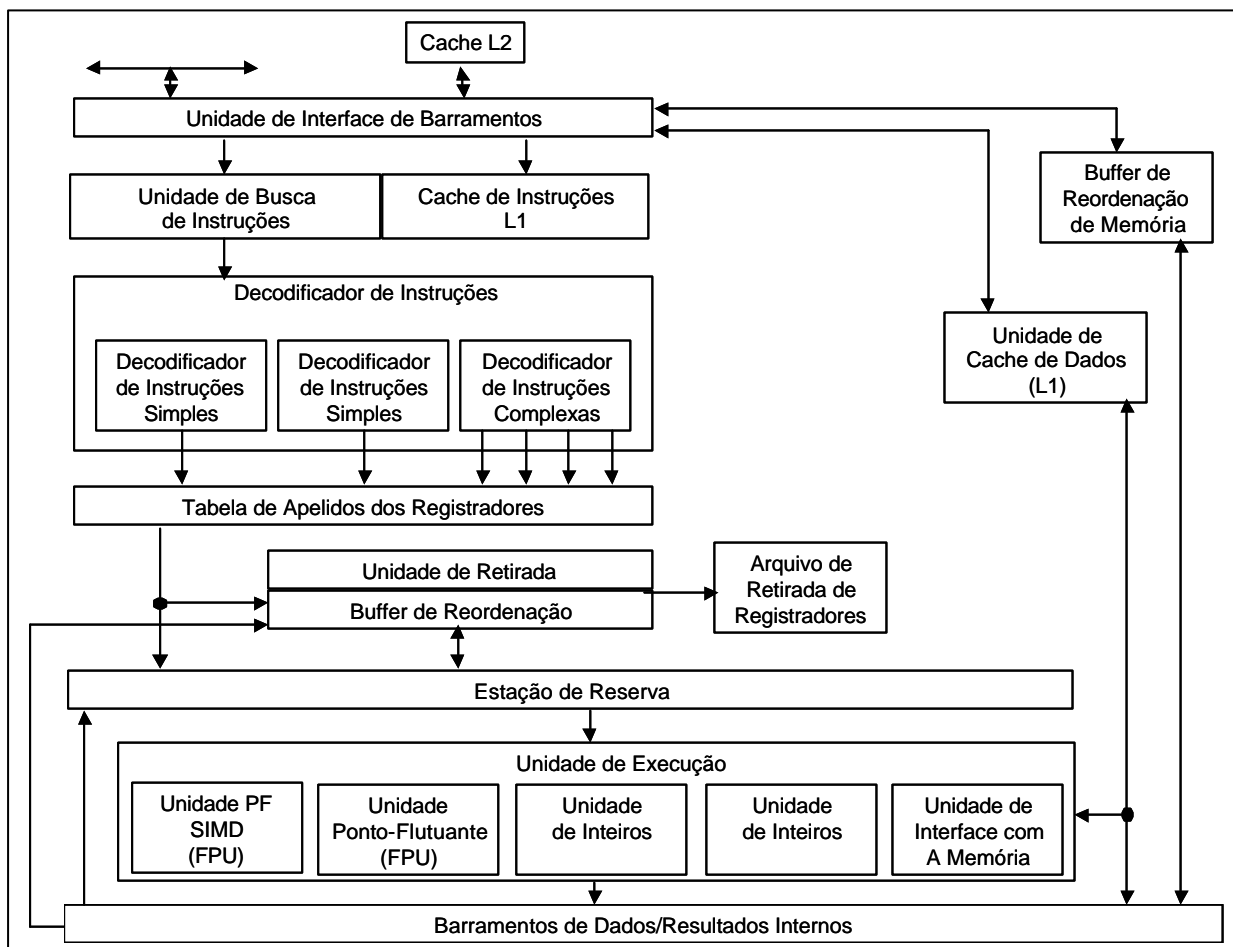 Cache L2
Unidade de Interface de Barramentos
Unidade de Busca
de Instruções
Cache de Instruções
L1
Buffer de
Reordenação
de Memória
Decodificador de Instruções
Decodificador
de Instruções
Simples
Decodificador
de Instruções
Simples
Decodificador
de Instruções
Complexas
Unidade de
Cache de Dados
(L1)
Tabela de Apelidos dos Registradores
Unidade de Retirada
Buffer de Reordenação
Arquivo de
Retirada de
Registradores
Estação de Reserva
Unidade de Execução
Unidade PF
SIMD
(FPU)
Unidade
Ponto-Flutuante
(FPU)
Unidade
de Inteiros
Unidade
de Inteiros
Unidade de
Interface com
A Memória
Barramentos de Dados/Resultados Internos